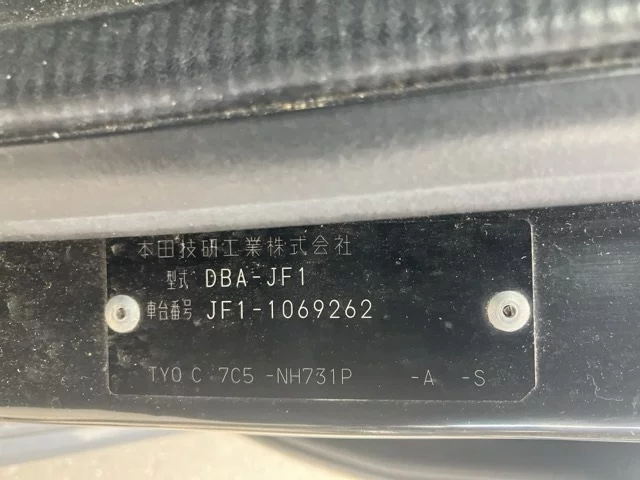 本田技研工業株式会社
型式 DBA-JF1
車台番号 JF1-1069262
TYO C 7C5 -NH731P -A -S